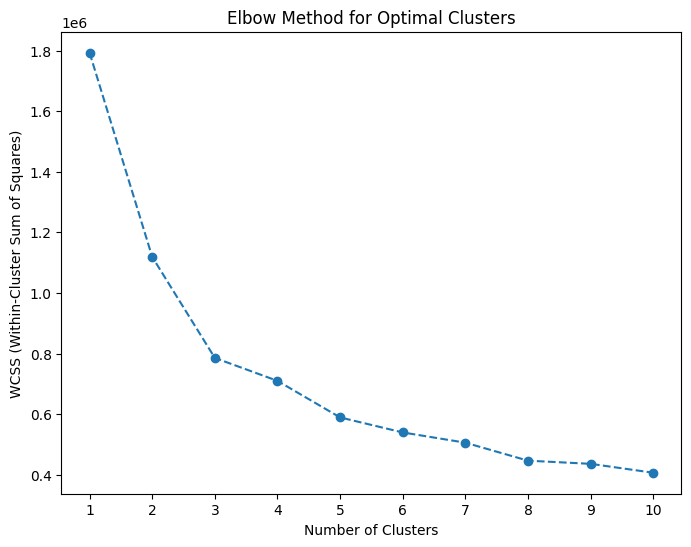 Elbow Method for Optimal Clusters
1e6
WCSS (Within-Cluster Sum of Squares)
1.8
1.6
1.4
1.2
1.0
0.8
0.6
0.4
1 2 3 4 5 6 7 8 9 10
Number of Clusters